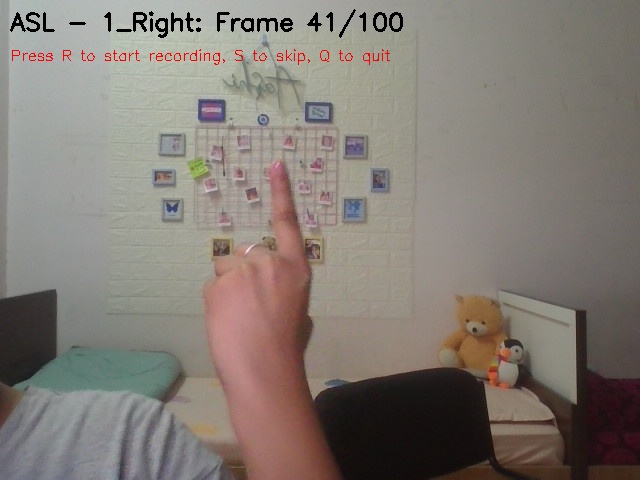 ASL - 1_Right: Frame 41/100
Press R to start recording, S to skip, Q to quit